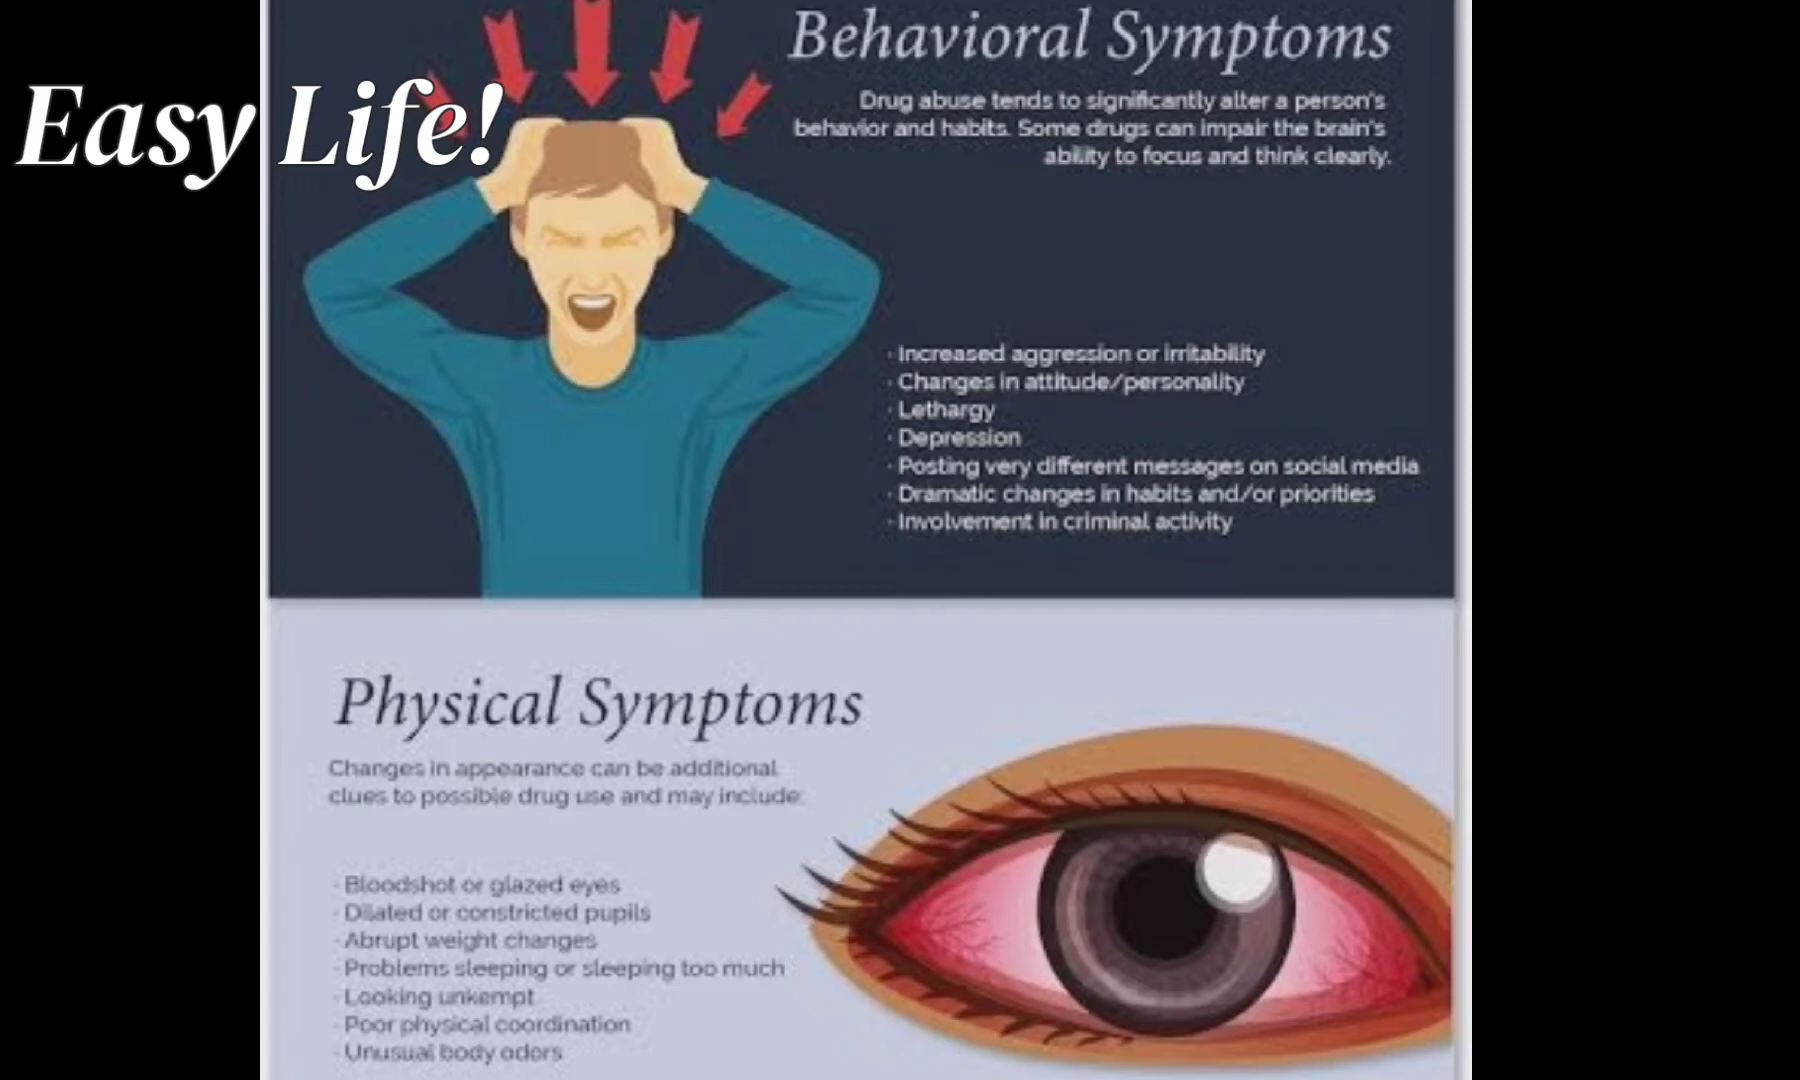 Easy Life!
Behavioral Symptoms
Drug abuse tends to significantly alter a person's
behavior and habits. Some drugs can impair the brain's
ability to focus and think clearly.
· Increased aggression or irritability
· Changes in attitude/personality
· Lethargy
· Depression
· Posting very different messages on social media
· Dramatic changes in habits and/or priorities
· Involvement in criminal activity
Physical Symptoms
Changes in appearance can be additional
clues to possible drug use and may include:
· Bloodshot or glazed eyes
· Dilated or constricted pupils
· Abrupt weight changes
· Problems sleeping or sleeping too much
· Looking unkempt
· Poor physical coordination
· Unusual body odors